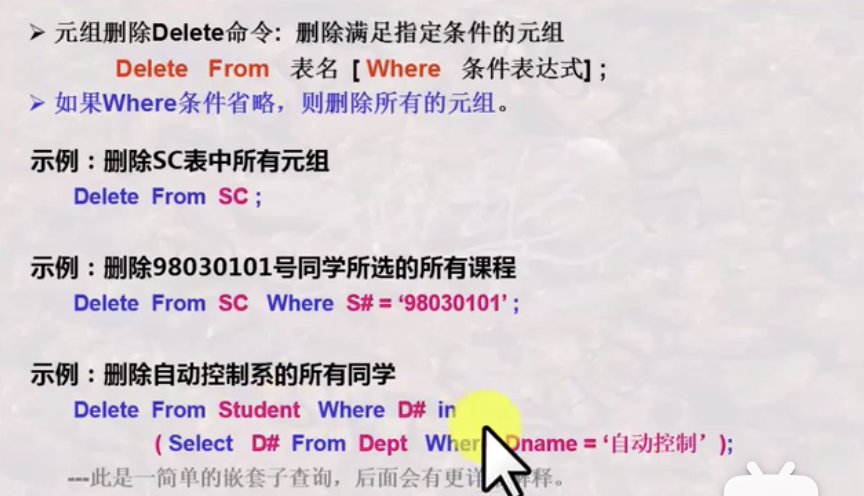 ➢ 元组删除Delete命令: 删除满足指定条件的元组
Delete From 表名 [ Where 条件表达式] ;
➢ 如果Where条件省略，则删除所有的元组。
示例：删除SC表中所有元组
Delete From SC ;
示例：删除98030101号同学所选的所有课程
Delete From SC Where S# = ‘98030101’ ;
示例：删除自动控制系的所有同学
Delete From Student Where D# in
( Select D# From Dept Where Dname = ‘自动控制’ );
---此是一简单的嵌套子查询，后面会有更详解释。